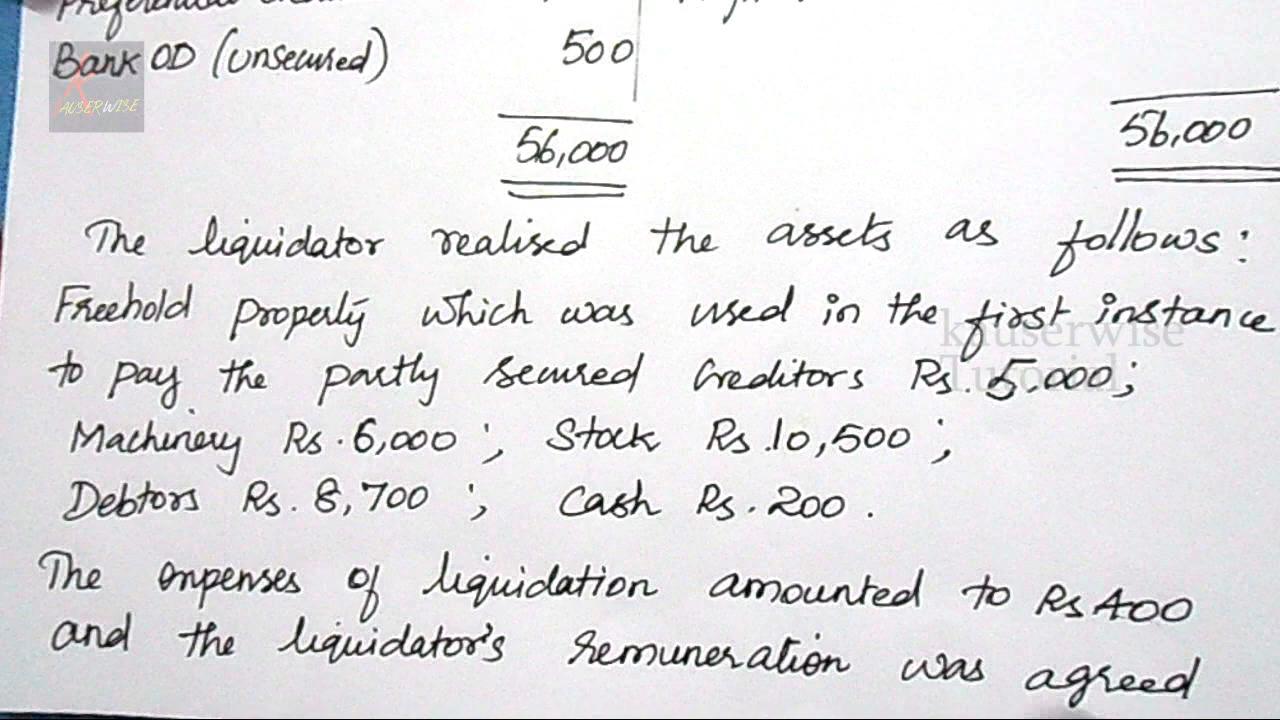 Bank OD (unsecured) 500
AUSERWISE
56,000 56,000
The liquidator realised the assets as follows:
Freehold property which was used in the first instance
kauserwise
to pay the partly secured creditors Rs. 5,000;
Tutorial
Machinery Rs. 6,000; Stock Rs. 10,500;
Debtors Rs. 8,700; Cash Rs. 200.
The expenses of liquidation amounted to Rs 400
and the liquidator's remuneration was agreed